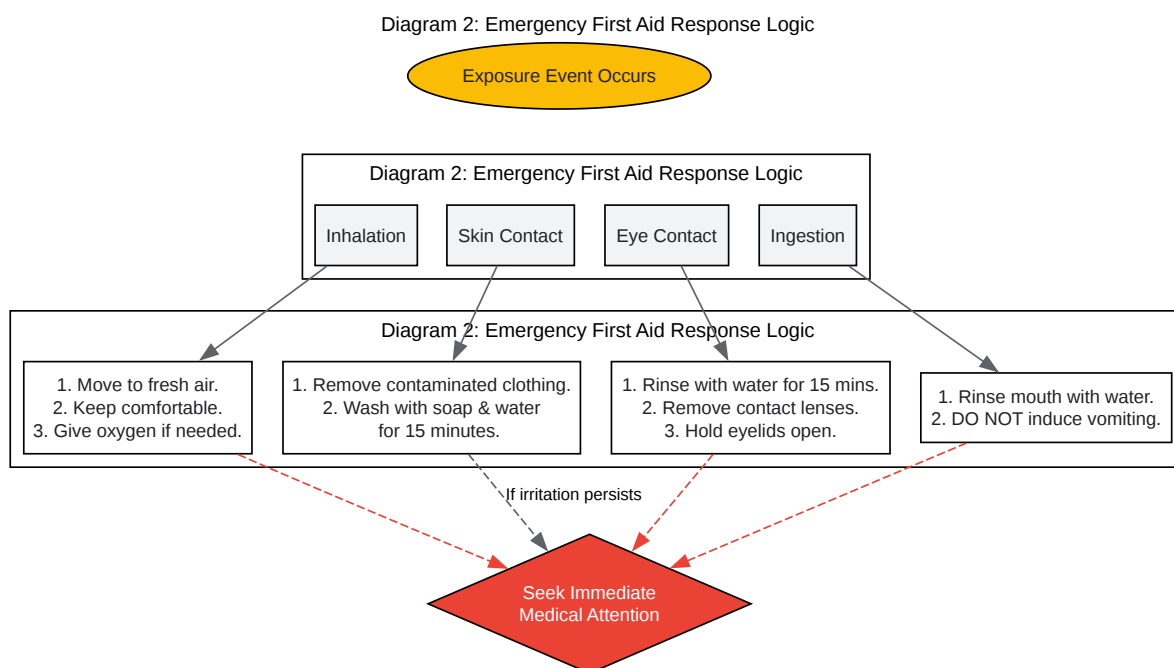 Diagram 2: Emergency First Aid Response Logic
Exposure Event Occurs
Diagram 2: Emergency First Aid Response Logic
Inhalation
Skin Contact
Eye Contact
Ingestion
Diagram 2: Emergency First Aid Response Logic
1. Move to fresh air.
2. Keep comfortable.
3. Give oxygen if needed.
1. Remove contaminated clothing.
2. Wash with soap & water
for 15 minutes.
1. Rinse with water for 15 mins.
2. Remove contact lenses.
3. Hold eyelids open.
1. Rinse mouth with water.
2. DO NOT induce vomiting.
If irritation persists
Seek Immediate
Medical Attention